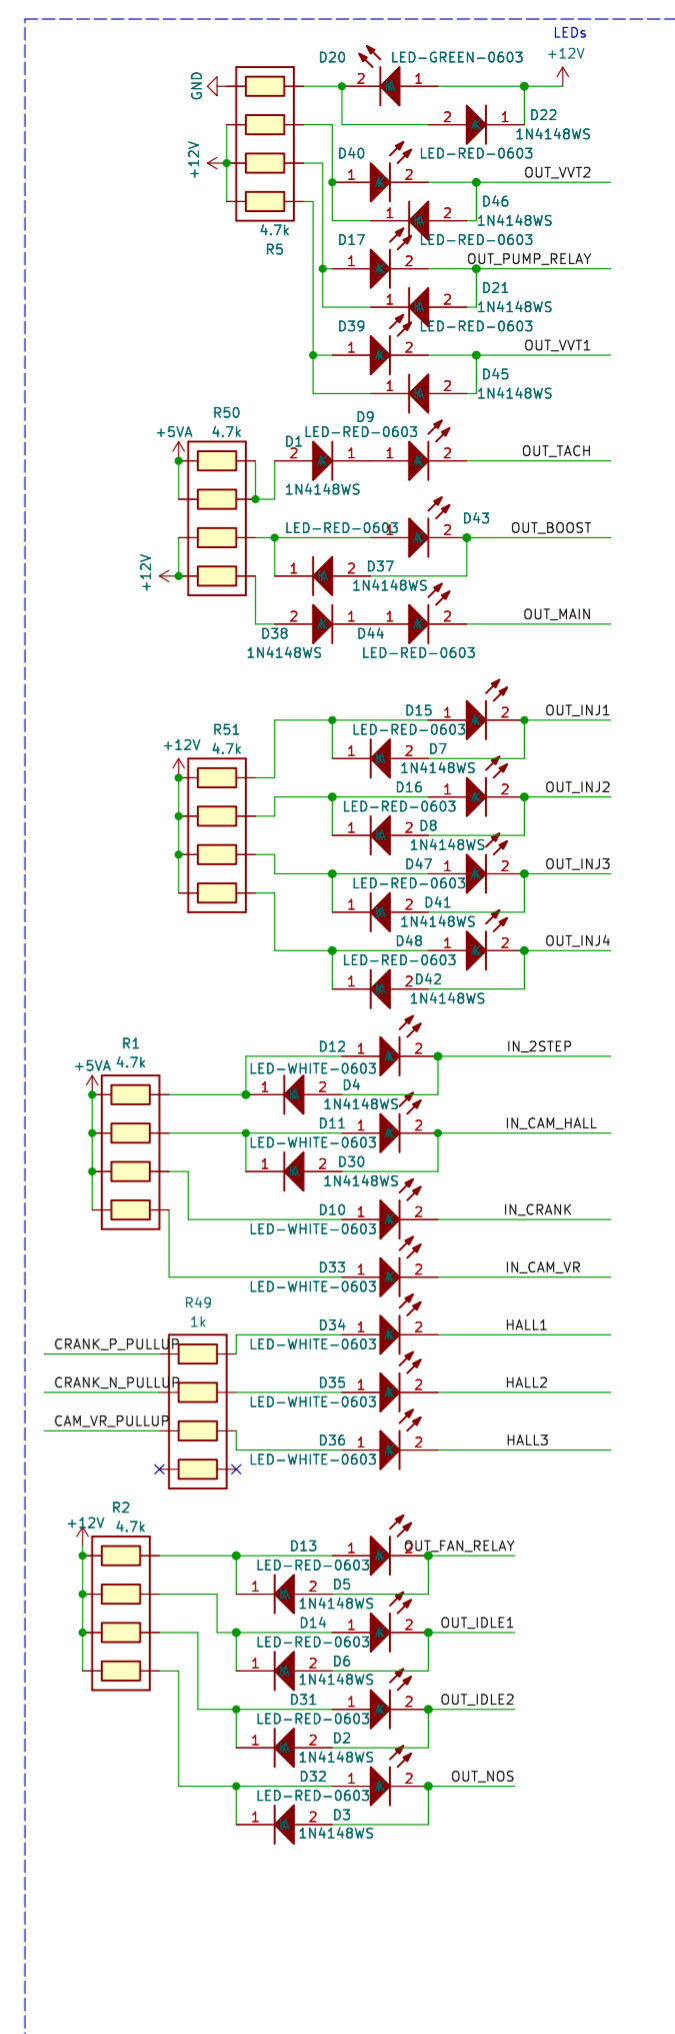 LEDs
D20
LED-GREEN-0603
+12V
GND
2
1
2
1
D22
1N4148WS
D40
LED-RED-0603
+12V
1
2
OUT_VVT2
D46
1
2
1N4148WS
4.7k
R5
D17
LED-RED-0603
1
2
OUT_PUMP_RELAY
D21
1
2
1N4148WS
D39
LED-RED-0603
1
2
OUT_VVT1
D45
1
2
1N4148WS
R50
4.7k
+5VA
D9
LED-RED-0603
D1
2
1
1
2
OUT_TACH
1N4148WS
D43
LED-RED-0603
1
2
OUT_BOOST
+12V
1
2
D37
1N4148WS
2
1
1
2
OUT_MAIN
D38
D44
1N4148WS
LED-RED-0603
R51
4.7k
+12V
D15
1
2
OUT_INJ1
LED-RED-0603
1
2
D7
1N4148WS
D16
1
2
OUT_INJ2
LED-RED-0603
1
2
D8
1N4148WS
D47
1
2
OUT_INJ3
LED-RED-0603
1
2
D41
1N4148WS
D48
1
2
OUT_INJ4
LED-RED-0603
1
2
D42
1N4148WS
R1
4.7k
+5VA
D12
1
2
IN_2STEP
LED-WHITE-0603
1
2
D4
1N4148WS
D11
1
2
IN_CAM_HALL
LED-WHITE-0603
1
2
D30
1N4148WS
D10
1
2
IN_CRANK
LED-WHITE-0603
D33
1
2
IN_CAM_VR
LED-WHITE-0603
R49
1k
D34
1
2
HALL1
LED-WHITE-0603
CRANK_P_PULLUP
D35
1
2
HALL2
LED-WHITE-0603
CRANK_N_PULLUP
D36
1
2
HALL3
LED-WHITE-0603
CAM_VR_PULLUP
R2
4.7k
+12V
D13
1
2
OUT_FAN_RELAY
LED-RED-0603
1
2
D5
1N4148WS
D14
1
2
OUT_IDLE1
LED-RED-0603
1
2
D6
1N4148WS
D31
1
2
OUT_IDLE2
LED-RED-0603
1
2
D2
1N4148WS
D32
1
2
OUT_NOS
LED-RED-0603
1
2
D3
1N4148WS